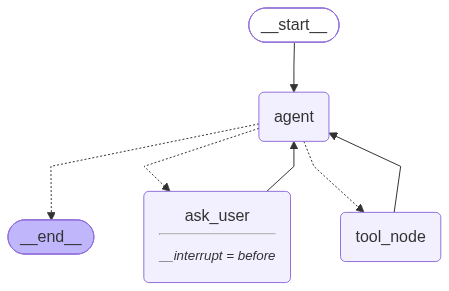 __start__
agent
ask_user
__interrupt = before
__end__
tool_node